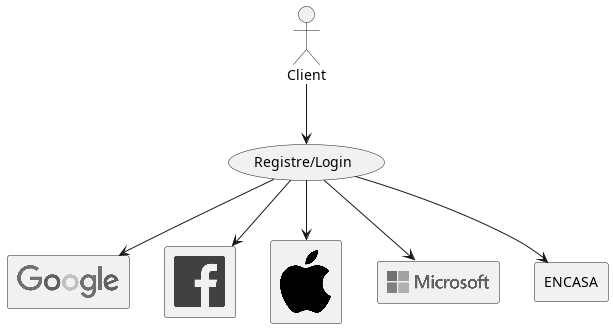 Client
Registre/Login
Google
f
Microsoft
ENCASA